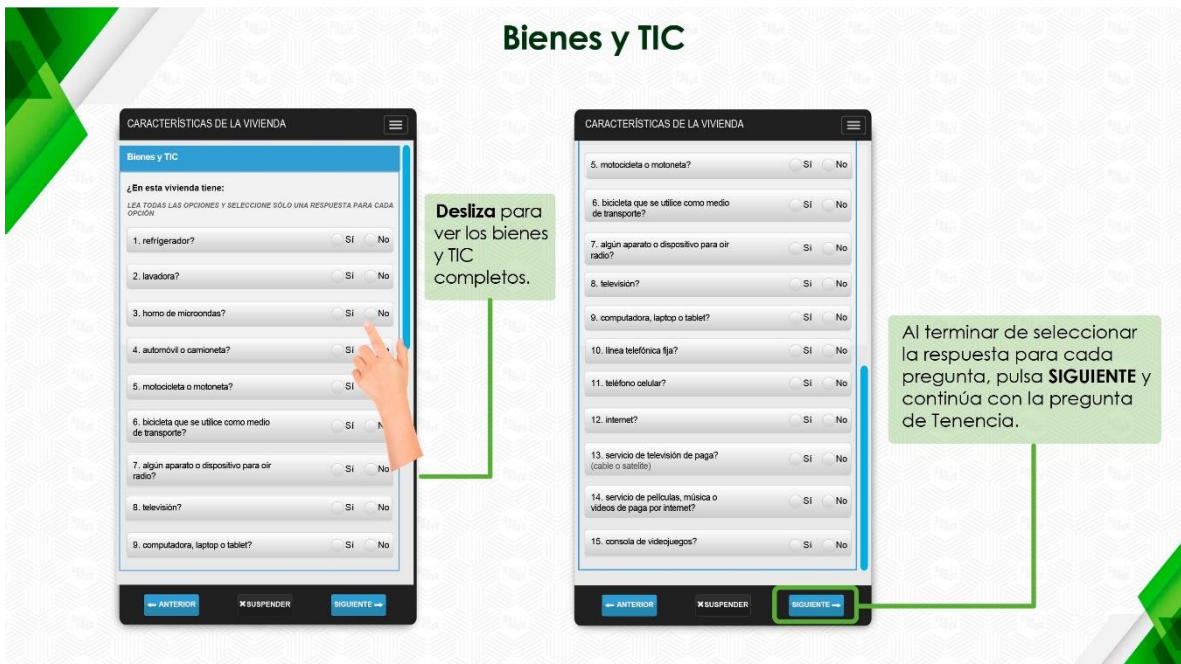 Bienes y TIC
CARACTERÍSTICAS DE LA VIVIENDA
Bienes y TIC
¿En esta vivienda tiene:
LEA TODAS LAS OPCIONES Y SELECCIONE SÓLO UNA RESPUESTA PARA CADA
OPCIÓN
1. refrigerador? Sí No
2. lavadora? Sí No
3. horno de microondas? Sí No
4. automóvil o camioneta? Sí
5. motocicleta o motoneta? Sí
6. bicicleta que se utilice como medio
de transporte? Sí
7. algún aparato o dispositivo para oír
radio? Sí No
8. televisión? Sí No
9. computadora, laptop o tablet? Sí No
← ANTERIOR ✕SUSPENDER SIGUIENTE →
Desliza para
ver los bienes
y TIC
completos.
CARACTERÍSTICAS DE LA VIVIENDA
5. motocicleta o motoneta? Sí No
6. bicicleta que se utilice como medio
de transporte? Sí No
7. algún aparato o dispositivo para oír
radio? Sí No
8. televisión? Sí No
9. computadora, laptop o tablet? Sí No
10. línea telefónica fija? Sí No
11. teléfono celular? Sí No
12. internet? Sí No
13. servicio de televisión de paga?
(cable o satelite) Sí No
14. servicio de películas, música o
videos de paga por internet? Sí No
15. consola de videojuegos? Sí No
← ANTERIOR ✕SUSPENDER SIGUIENTE →
Al terminar de seleccionar
la respuesta para cada
pregunta, pulsa SIGUIENTE y
continúa con la pregunta
de Tenencia.